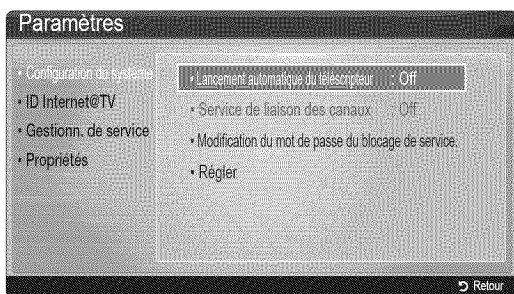 Paramètres
• Configuration du système
• ID Internet@TV
• Gestionn. de service
• Propriétés
• Lancement automatique du téléscripteur : Off
• Service de liaison des canaux : Off
• Modification du mot de passe du blocage de service.
• Régler
Retour